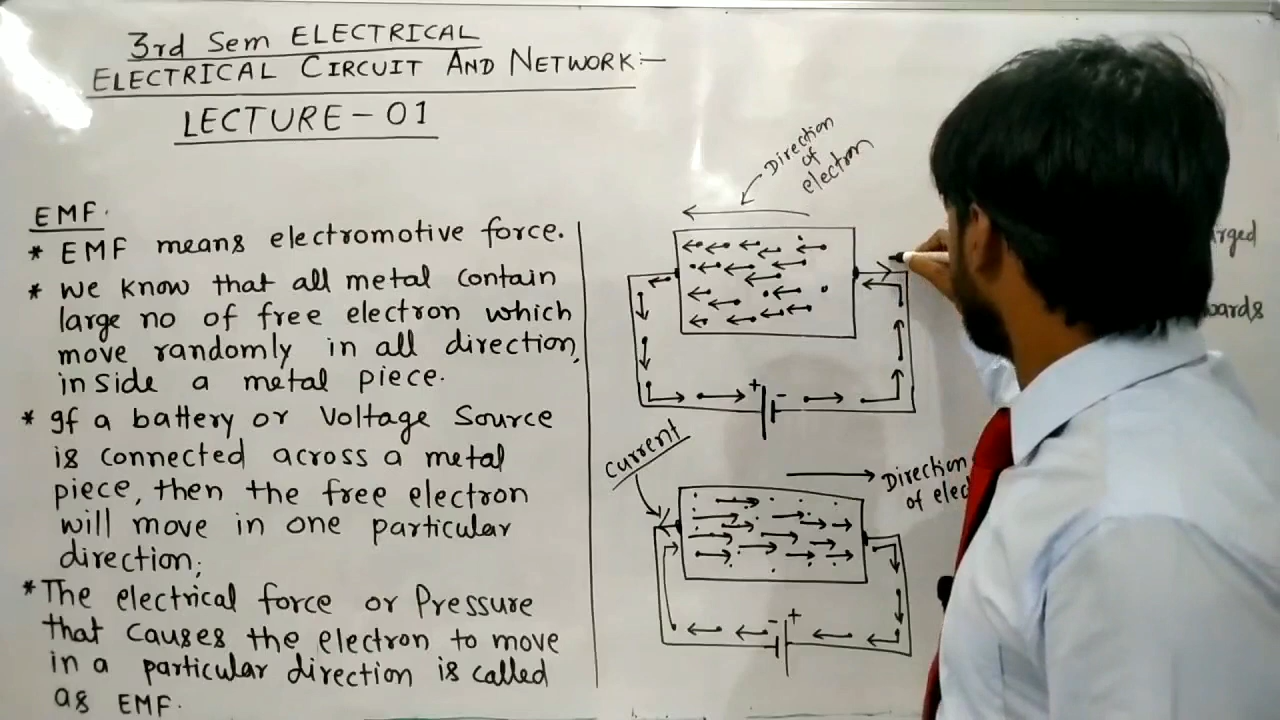 3rd Sem ELECTRICAL
ELECTRICAL CIRCUIT AND NETWORK:-
LECTURE-01
EMF.
* EMF means electromotive force.
* We know that all metal contain
large no of free electron which
move randomly in all direction,
inside a metal piece.
* If a battery or Voltage Source
is connected across a metal
piece, then the free electron
will move in one particular
direction;
* The electrical force or Pressure
that causes the electron to move
in a particular direction is called
as EMF.
Direction
of
electron
+ -
Current
Direction
of elect
- +
rged
wards